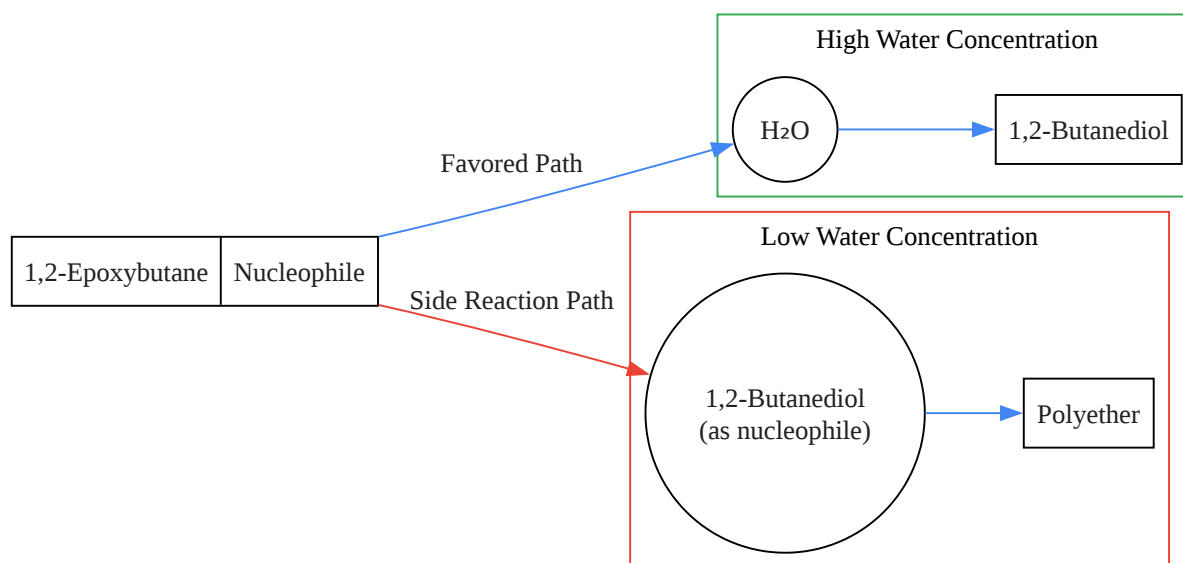 High Water Concentration
H₂O
1,2-Butanediol
Favored Path
1,2-Epoxybutane
Nucleophile
Side Reaction Path
Low Water Concentration
1,2-Butanediol
(as nucleophile)
Polyether